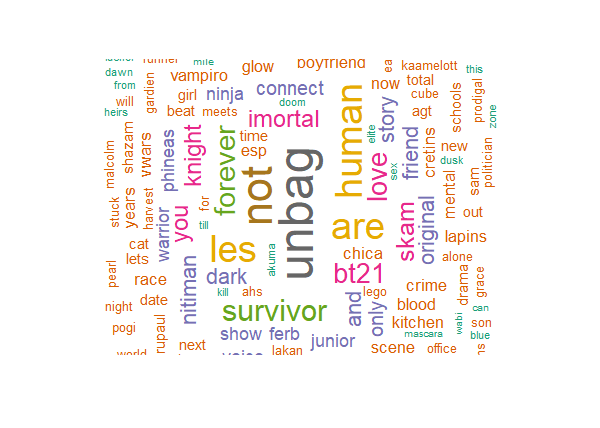 runner
mile
boyfriend
dawn
vampiro
glow
kaamelott
ea
this
from
girl
ninja
connect
now
total
cube
prodigal
will
gardien
beat
meets
doom
human
story
agt
schools
zone
heirs
imortal
shazam
vwars
phineas
knight
forever
time
not
unbag
love
elite
friend
cretins
new
politician
malcolm
esp
sex
dusk
years
warrior
you
for
are
skam
original
mental
sam
out
stuck
harvest
till
les
lapins
cat
lets
akuma
chica
alone
pearl
race
nitiman
dark
bt21
crime
drama
grace
date
kill
ahs
lego
and
only
blood
can
night
survivor
kitchen
wabi
son
pogi
rupaul
show
ferb
junior
mascara
blue
world
next
voice
lakan
scene
office
ns